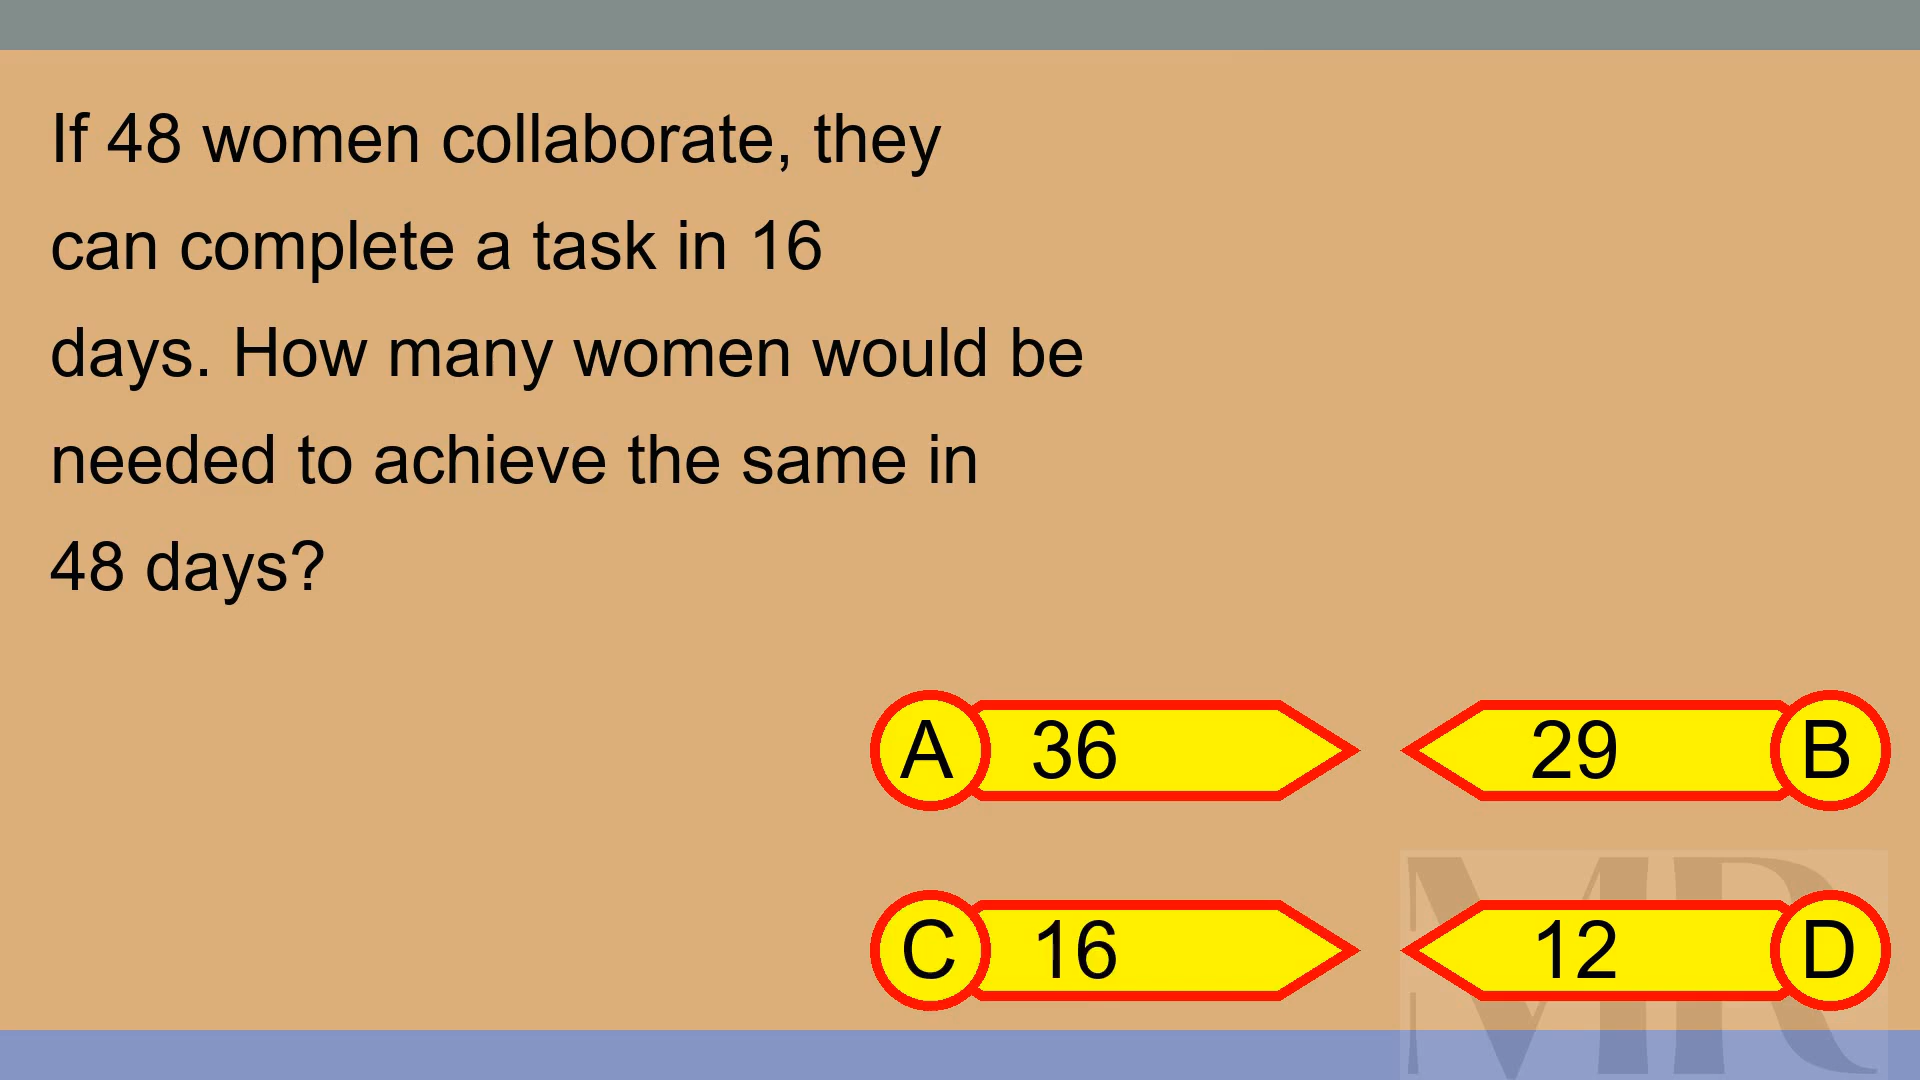 If 48 women collaborate, they
can complete a task in 16
days. How many women would be
needed to achieve the same in
48 days?
A 36
29 B
C 16
12 D
MR